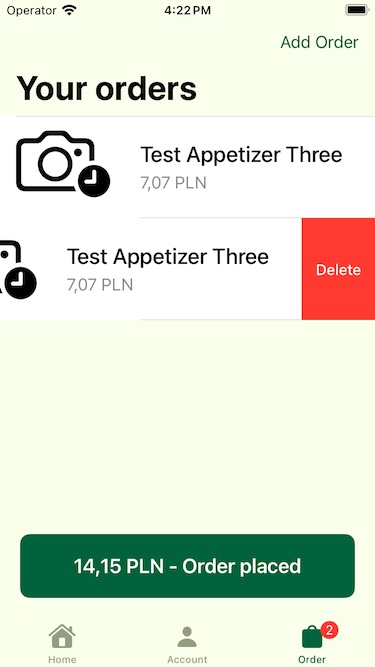 Operator 4:22 PM
Add Order
Your orders
Test Appetizer Three
7,07 PLN
Test Appetizer Three
7,07 PLN
Delete
14,15 PLN - Order placed
2
Home Account Order